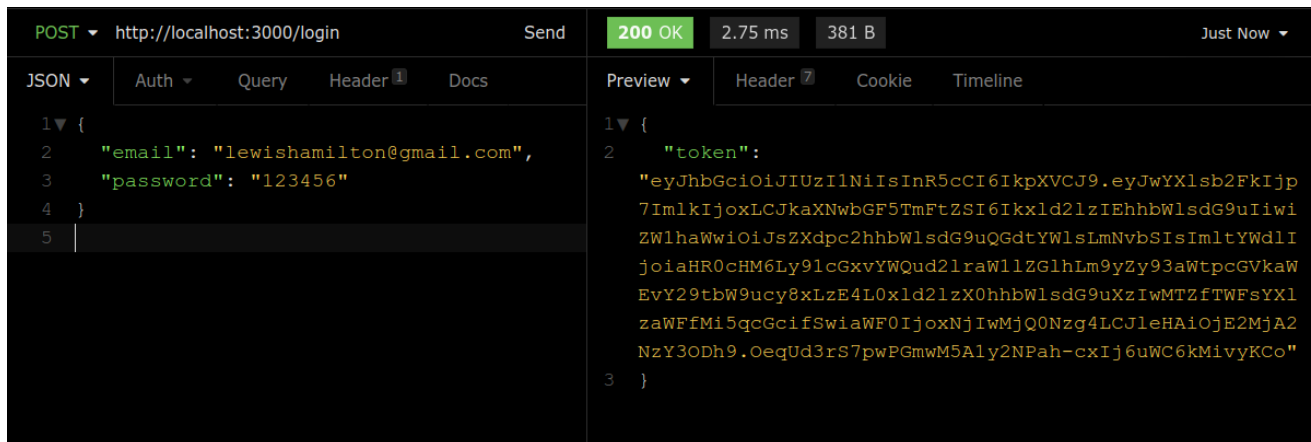 POST http://localhost:3000/login Send
JSON Auth Query Header 1 Docs
1 {
2 "email": "lewishamilton@gmail.com",
3 "password": "123456"
4 }
5
200 OK 2.75 ms 381 B Just Now
Preview Header 7 Cookie Timeline
1 {
2 "token":
"eyJhbGciOiJIUzI1NiIsInR5cCI6IkpXVCJ9.eyJwYXlsb2FkIjp
7ImlkIjoxLCJkaXNwbGF5TmFtZSI6Ikxld2lzIEhhbWlsdG9uIiwi
ZW1haWwiOiJsZXdpc2hhbWlsdG9uQGdtYWlsLmNvbSIsImltYWdlI
joiaHR0cHM6Ly91cGxvYWQud2lraW1lZGlhLm9yZy93aWtpcGVkaW
EvY29tbW9ucy8xLzE4L0xld2lzX0hhbWlsdG9uXzIwMTZfTWFsYXl
zaWFfMi5qcGcifSwiaWF0IjoxNjIwMjQ0Nzg4LCJleHAiOjE2MjA2
NzY3ODh9.OeqUd3rS7pwPGmwM5A1y2NPah-cxIj6uWC6kMivyKCo"
3 }